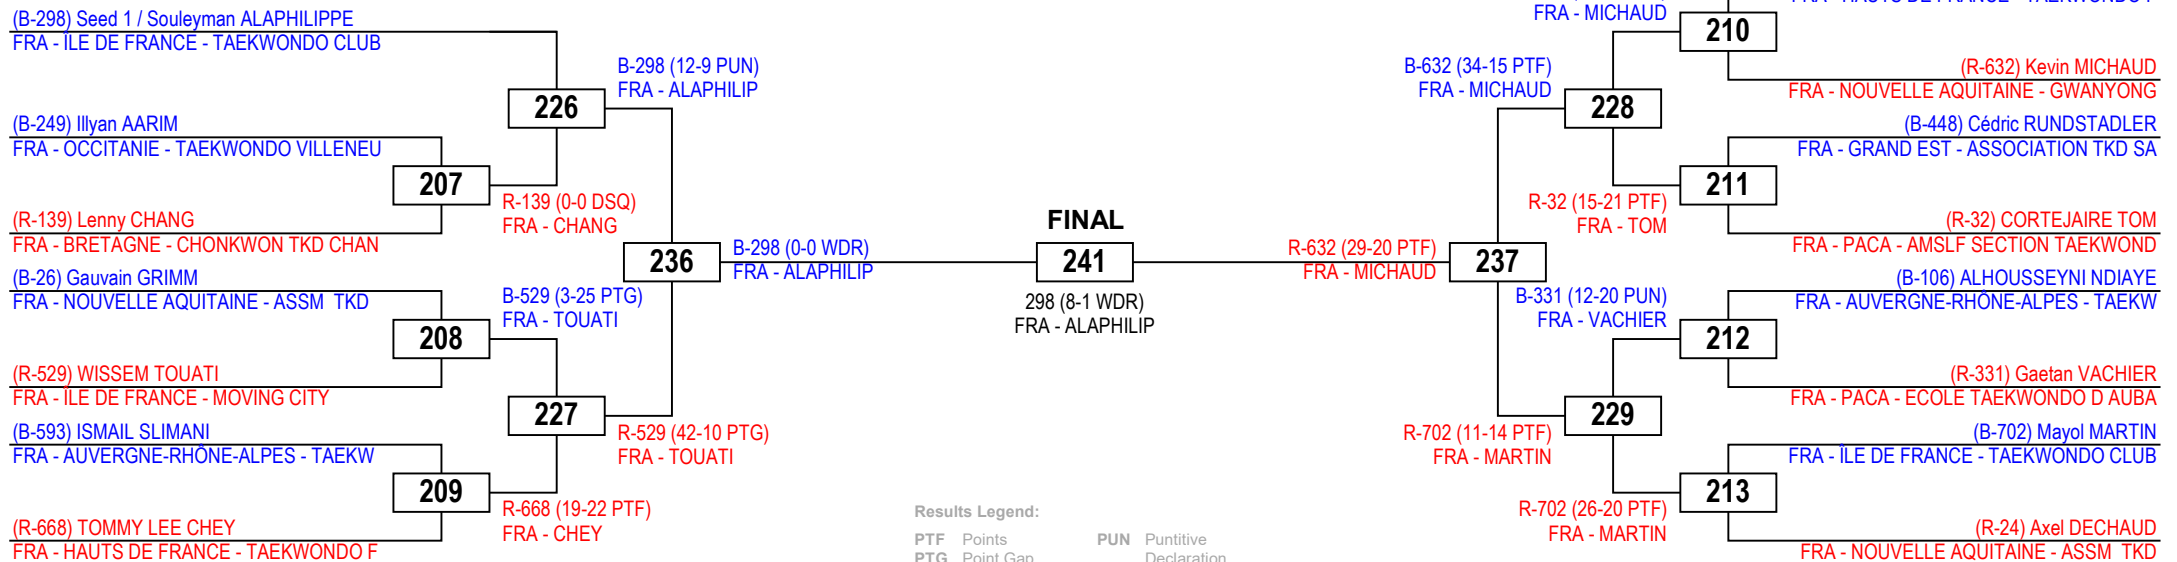 (B-298) Seed 1 / Souleyman ALAPHILIPPE
FRA - ÎLE DE FRANCE - TAEKWONDO CLUB
B-298 (12-9 PUN)
FRA - ALAPHILIP
226
(B-249) Illyan AARIM
FRA - OCCITANIE - TAEKWONDO VILLENEU
207
R-139 (0-0 DSQ)
FRA - CHANG
(R-139) Lenny CHANG
FRA - BRETAGNE - CHONKWON TKD CHAN
236
B-298 (0-0 WDR)
FRA - ALAPHILIP
(B-26) Gauvain GRIMM
FRA - NOUVELLE AQUITAINE - ASSM TKD
B-529 (3-25 PTG)
FRA - TOUATI
208
(R-529) WISSEM TOUATI
FRA - ÎLE DE FRANCE - MOVING CITY
227
R-529 (42-10 PTG)
FRA - TOUATI
(B-593) ISMAIL SLIMANI
FRA - AUVERGNE-RHÔNE-ALPES - TAEKW
209
R-668 (19-22 PTF)
FRA - CHEY
(R-668) TOMMY LEE CHEY
FRA - HAUTS DE FRANCE - TAEKWONDO F
FINAL
241
298 (8-1 WDR)
FRA - ALAPHILIP
Results Legend:
PTF Points
PUN Puntitive
PTG Point Gap
Declaration
FRA - MICHAUD
FRA - HAUTS DE FRANCE - TAEKWONDO F
210
B-632 (34-15 PTF)
FRA - MICHAUD
(R-632) Kevin MICHAUD
FRA - NOUVELLE AQUITAINE - GWANYONG
228
(B-448) Cédric RUNDSTADLER
FRA - GRAND EST - ASSOCIATION TKD SA
211
R-32 (15-21 PTF)
FRA - TOM
(R-32) CORTEJAIRE TOM
FRA - PACA - AMSLF SECTION TAEKWOND
R-632 (29-20 PTF)
FRA - MICHAUD
237
(B-106) ALHOUSSEYNI NDIAYE
FRA - AUVERGNE-RHÔNE-ALPES - TAEKW
B-331 (12-20 PUN)
FRA - VACHIER
212
(R-331) Gaetan VACHIER
FRA - PACA - ECOLE TAEKWONDO D AUBA
229
R-702 (11-14 PTF)
FRA - MARTIN
(B-702) Mayol MARTIN
FRA - ÎLE DE FRANCE - TAEKWONDO CLUB
213
R-702 (26-20 PTF)
FRA - MARTIN
(R-24) Axel DECHAUD
FRA - NOUVELLE AQUITAINE - ASSM TKD